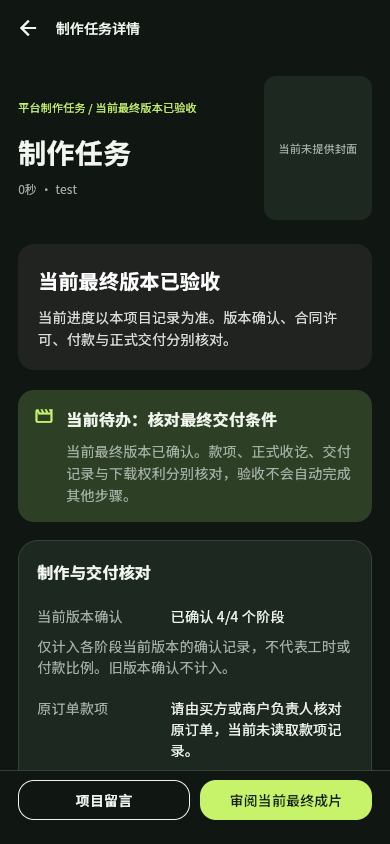 制作任务详情
平台制作任务 / 当前最终版本已验收
制作任务
0秒 • test
当前未提供封面
当前最终版本已验收
当前进度以本项目记录为准。版本确认、合同许
可、付款与正式交付分别核对。
当前待办：核对最终交付条件
当前最终版本已确认。款项、正式收讫、交付
记录与下载权利分别核对，验收不会自动完成
其他步骤。
制作与交付核对
当前版本确认 已确认 4/4 个阶段
仅计入各阶段当前版本的确认记录，不代表工时或
付款比例。旧版本确认不计入。
原订单款项 请由买方或商户负责人核对
原订单，当前未读取款项记
录。
项目留言 审阅当前最终成片